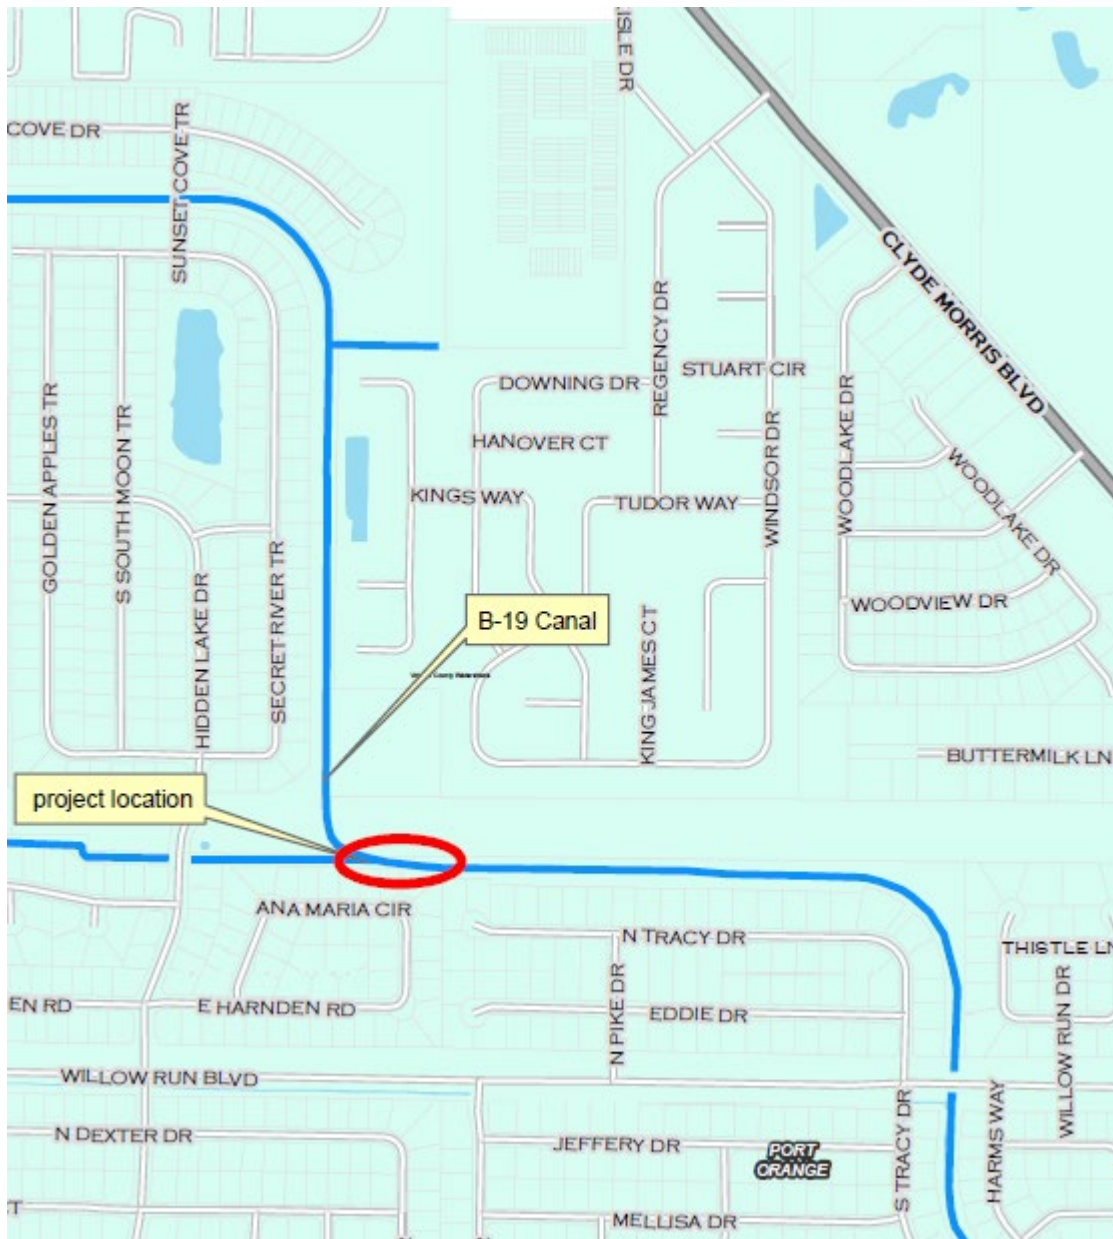 ISLE DR
COVE DR
SUNSET COVE TR
CLYDE MORRIS BLVD
REGENCY DR
STUART CIR
DOWNING DR
HANOVER CT
KINGS WAY
TUDOR WAY
WINDSOR DR
WOODLAKE DR
WOODLAKE DR
WOODVIEW DR
GOLDEN APPLES TR
S SOUTH MOON TR
HIDDEN LAKE DR
SECRET RIVER TR
B-19 Canal
KING JAMES CT
BUTTERMILK LN
project location
ANA MARIA CIR
N TRACY DR
THISTLE LN
EN RD
E HARNDEN RD
N PIKE DR
EDDIE DR
WILLOW RUN DR
WILLOW RUN BLVD
N DEXTER DR
JEFFERY DR
PORT
ORANGE
S TRACY DR
HARMS WAY
MELLISA DR